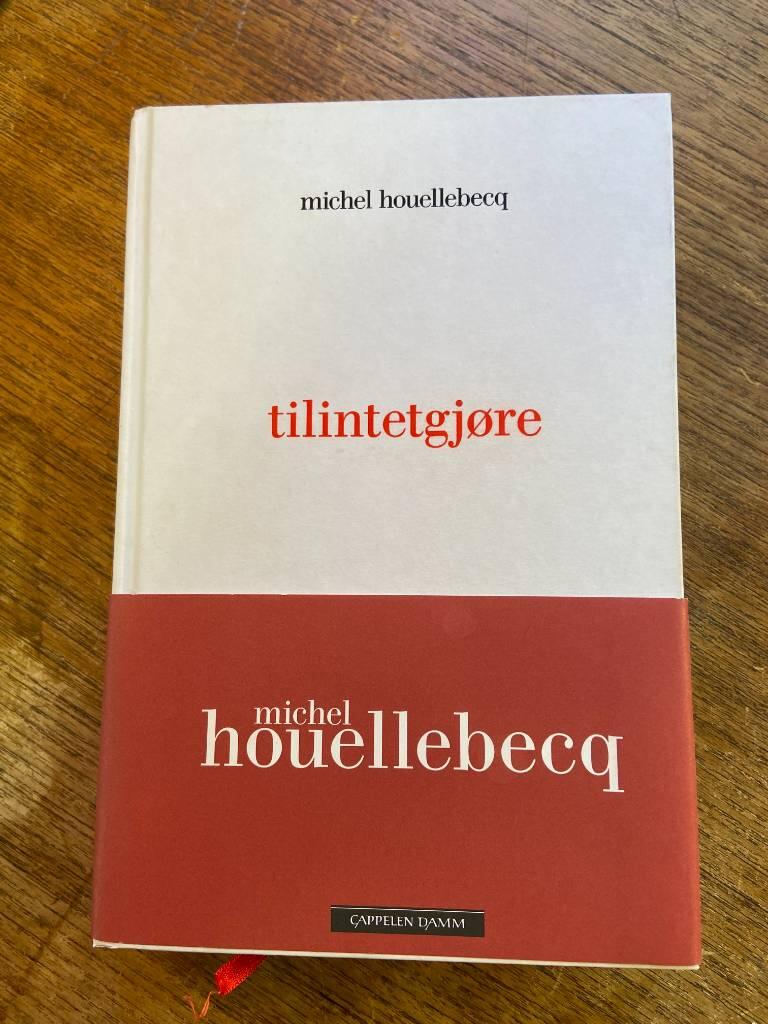 michel houellebecq
tilintetgjøre
michel
houellebecq
CAPPELEN DAMM